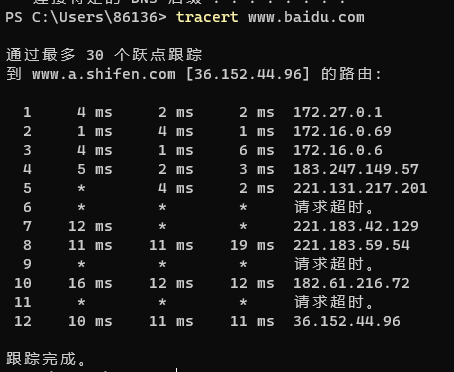 PS C:\Users\86136> tracert www.baidu.com
通过最多 30 个跃点跟踪
到 www.a.shifen.com [36.152.44.96] 的路由:
1 4 ms 2 ms 2 ms 172.27.0.1
2 1 ms 4 ms 1 ms 172.16.0.69
3 4 ms 1 ms 6 ms 172.16.0.6
4 5 ms 2 ms 3 ms 183.247.149.57
5 * 4 ms 2 ms 221.131.217.201
6 * * * 请求超时。
7 12 ms * * 221.183.42.129
8 11 ms 11 ms 19 ms 221.183.59.54
9 * * * 请求超时。
10 16 ms 12 ms 12 ms 182.61.216.72
11 * * * 请求超时。
12 10 ms 11 ms 11 ms 36.152.44.96
跟踪完成。